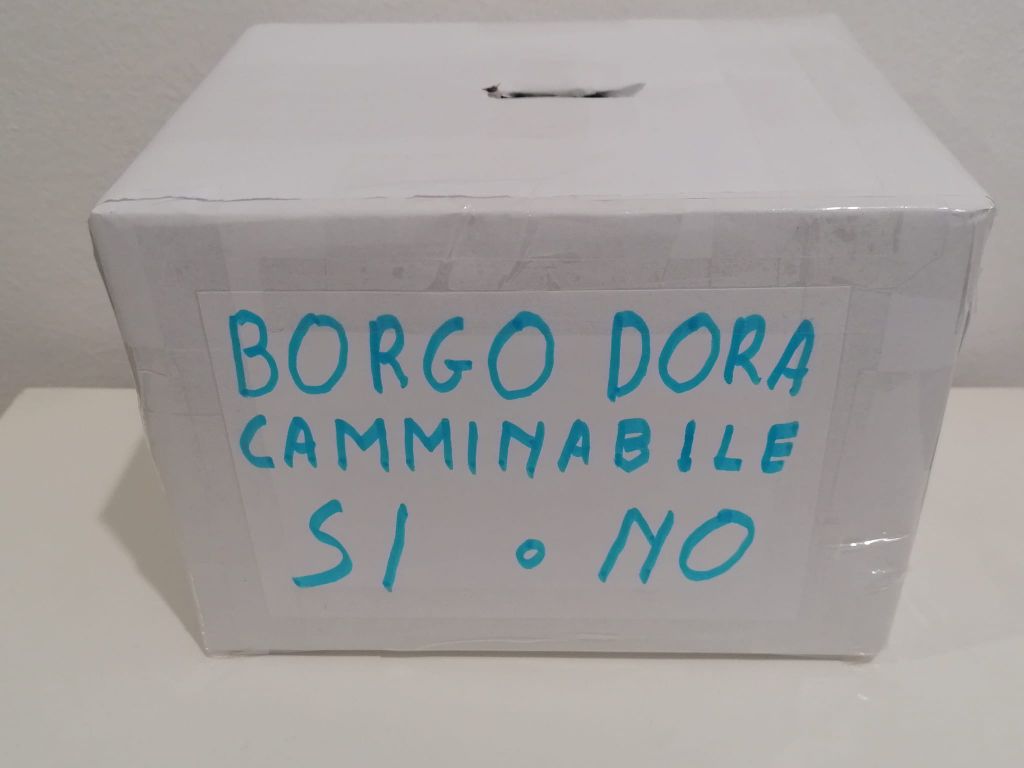 BORGO DORA
CAMMINABILE
SI o NO